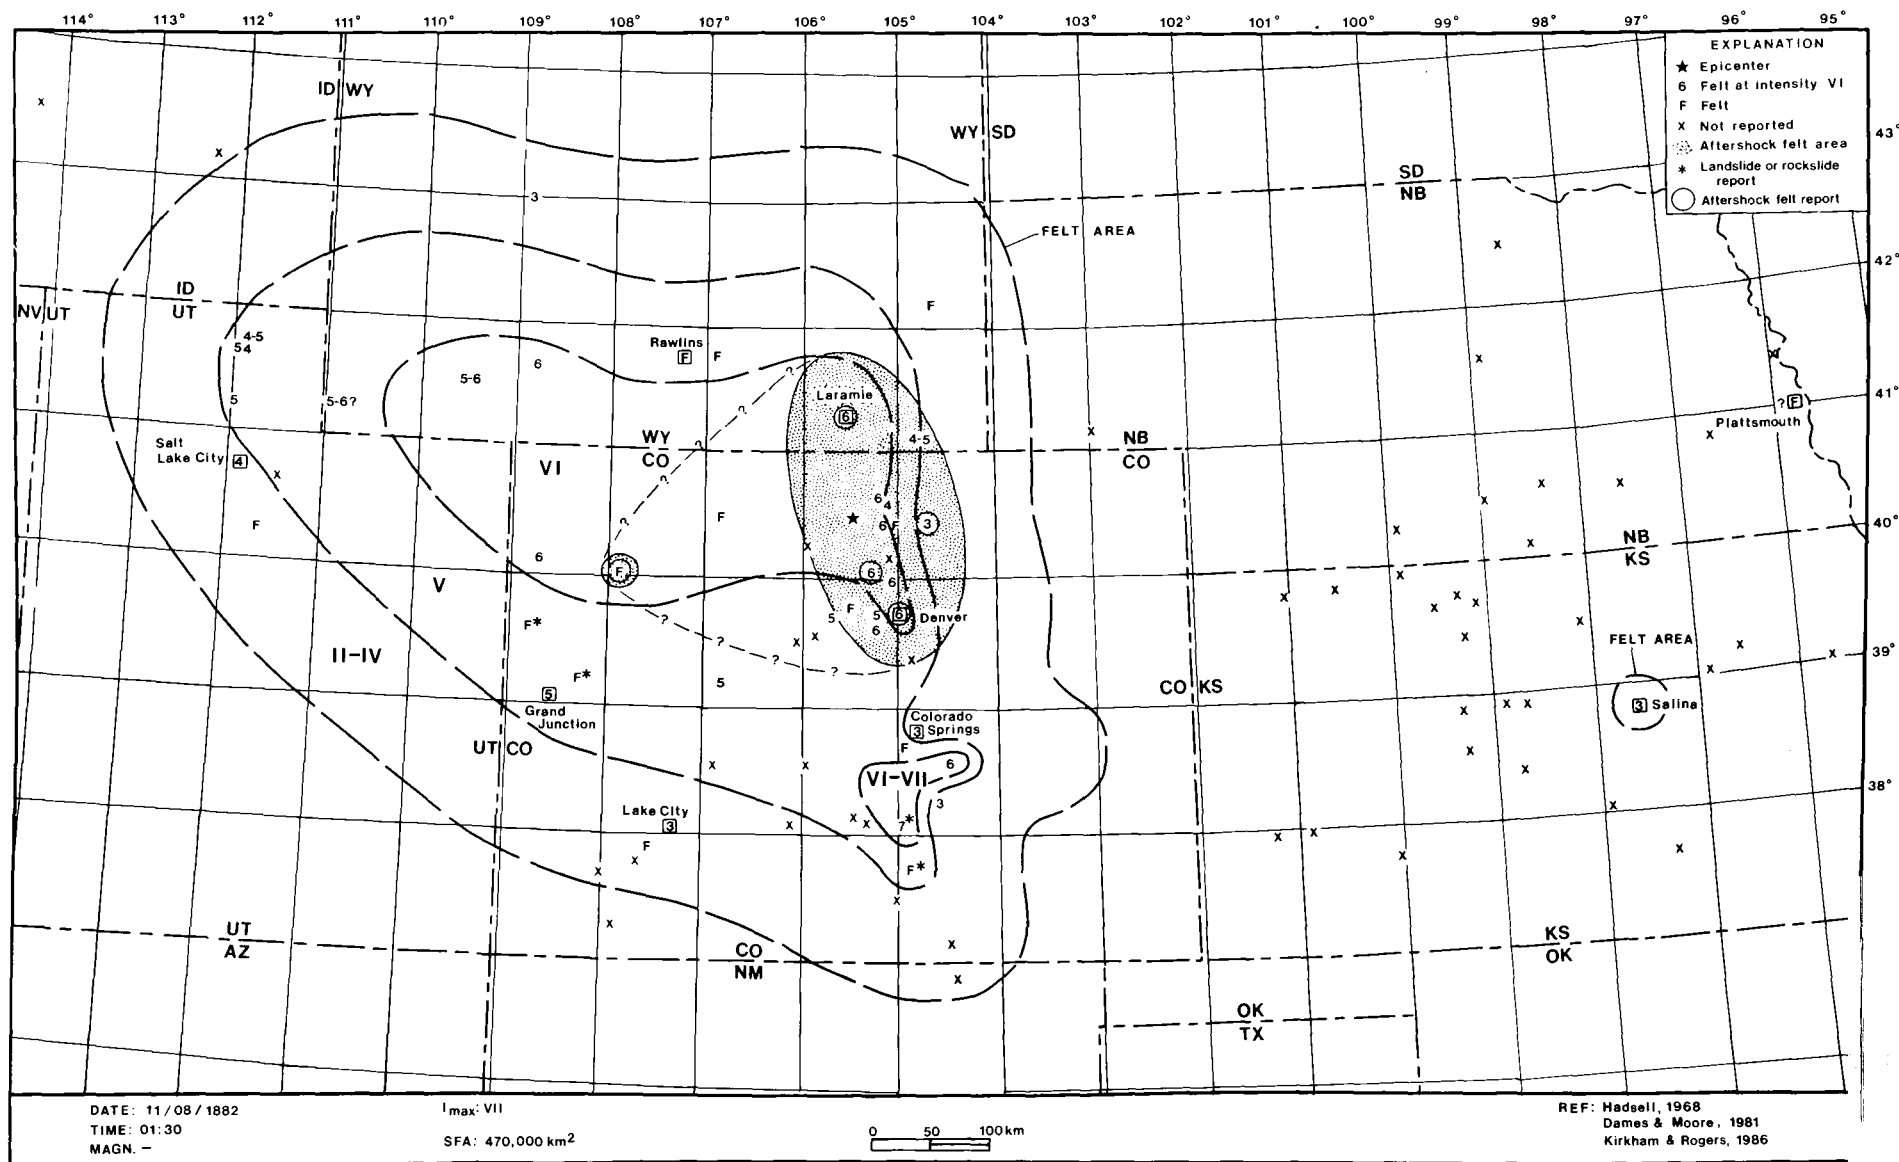 114° 113° 112° 111° 110° 109° 108° 107° 106° 105° 104° 103° 102° 101° 100° 99° 98° 97° 96° 95°
EXPLANATION
★ Epicenter
6 Felt at intensity VI
F Felt
x Not reported
Aftershock felt area
* Landslide or rockslide
report
Aftershock felt report
43°
42°
41°
40°
39°
38°
ID WY
WY SD
SD
NB
3
FELT AREA
ID
UT
NV UT
F
4-5
54
Rawlins
F F
6
5-6
5-6?
5
Laramie
6
? F
Plattsmouth
Salt
Lake City 4
WY
CO
4-5
NB
CO
VI
F
F
6
4
6 F
3
NB
KS
6
F
6
6
V
F
5
6
6
Denver
5
F*
II-IV
F*
5
5
Grand
Junction
CO KS
FELT AREA
3 Salina
Colorado
3 Springs
UT CO
F
6
VI-VII
3
Lake City
3
7 *
F
F*
UT
AZ
CO
NM
KS
OK
OK
TX
DATE: 11/08/1882
TIME: 01:30
MAGN. –
Imax: VII
SFA: 470,000 km2
0 50 100km
REF: Hadsell, 1968
Dames & Moore, 1981
Kirkham & Rogers, 1986